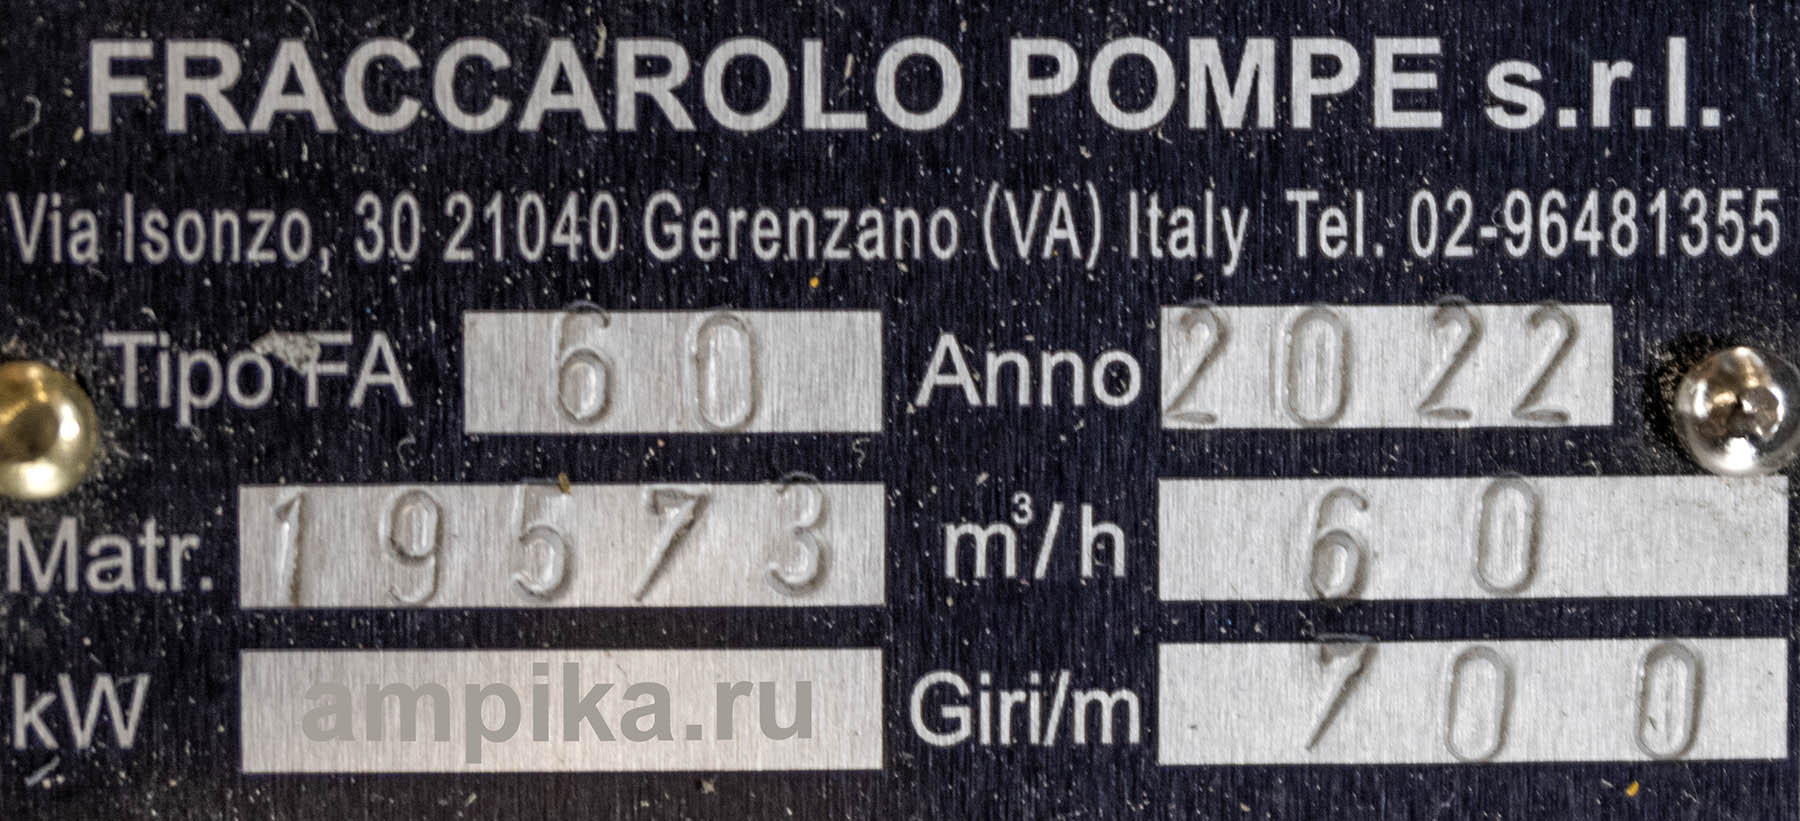 FRACCAROLO POMPE s.r.l.
Via Isonzo, 30 21040 Gerenzano (VA) Italy Tel. 02-96481355
Tipo FA 60 Anno 2022
Matr. 19573 m³/h 60
kW ampika.ru Giri/m 700